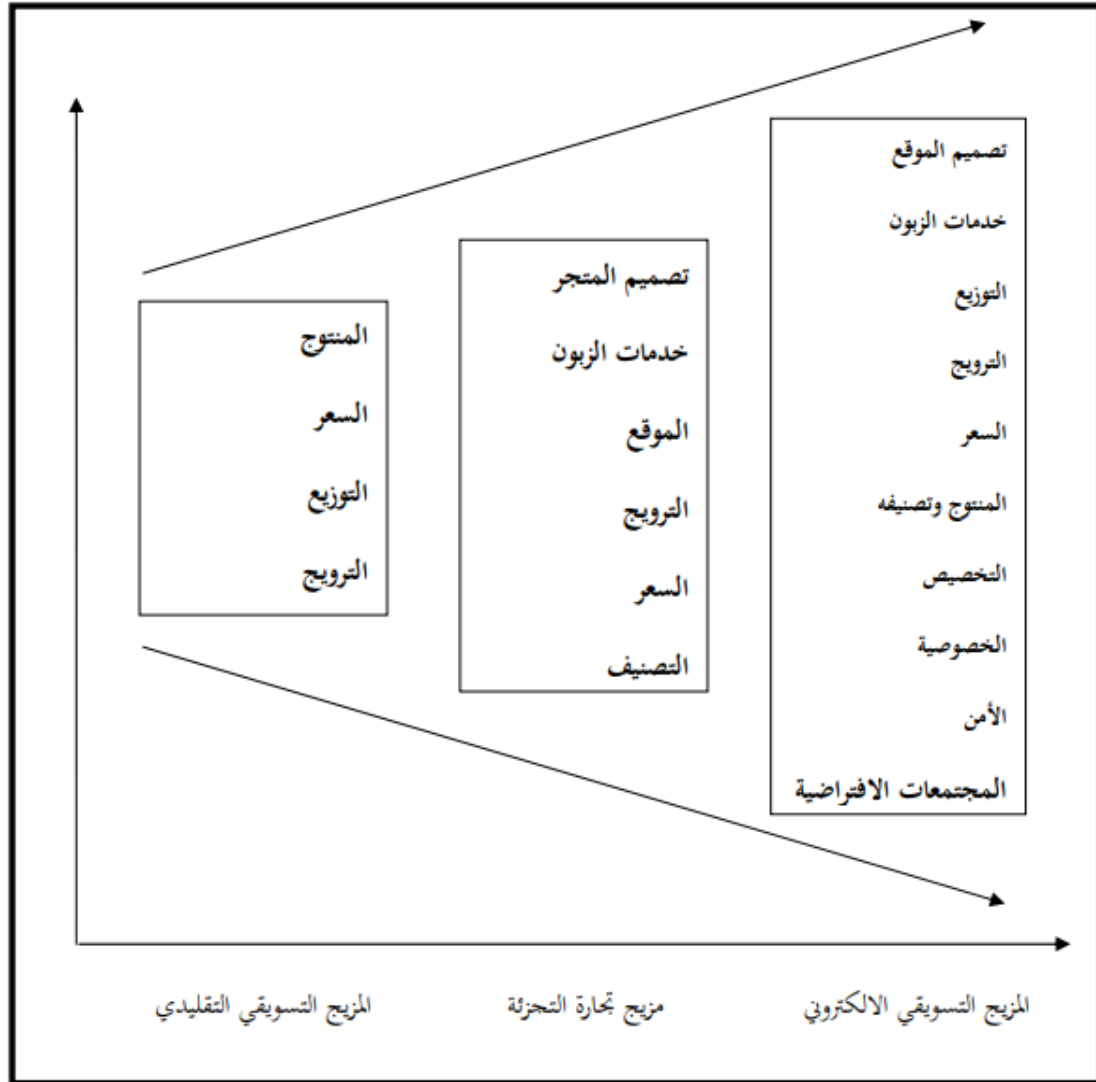 تصميم الموقع
خدمات الزبون
التوزيع
الترويج
السعر
المنتوج وتصنيفه
التخصيص
الخصوصية
الأمن
المجتمعات الافتراضية
تصميم المتجر
خدمات الزبون
الموقع
الترويج
السعر
التصنيف
المنتوج
السعر
التوزيع
الترويج
المزيج التسويقي الالكتروني
مزيج تجارة التجزئة
المزيج التسويقي التقليدي